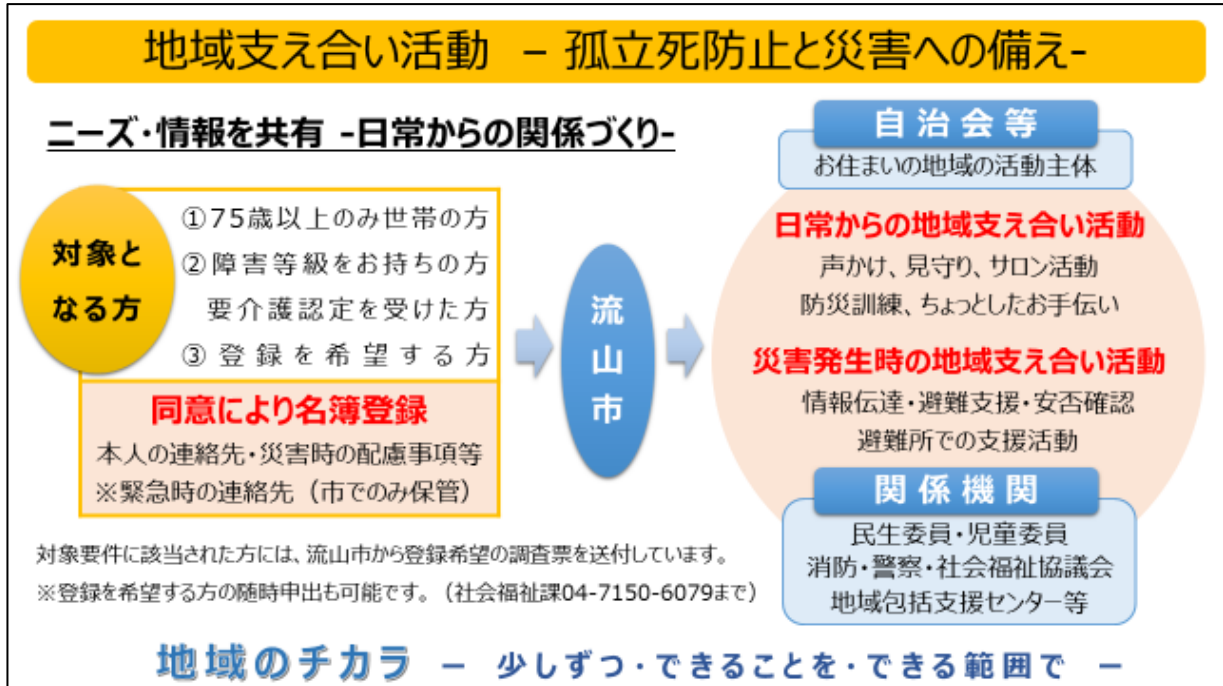 地域支え合い活動 – 孤立死防止と災害への備え-
ニーズ・情報を共有 -日常からの関係づくり-
対象と
なる方
①75歳以上のみ世帯の方
②障害等級をお持ちの方
要介護認定を受けた方
③登録を希望する方
同意により名簿登録
本人の連絡先・災害時の配慮事項等
※緊急時の連絡先（市でのみ保管）
流山市
自治会等
お住まいの地域の活動主体
日常からの地域支え合い活動
声かけ、見守り、サロン活動
防災訓練、ちょっとしたお手伝い
災害発生時の地域支え合い活動
情報伝達・避難支援・安否確認
避難所での支援活動
関係機関
民生委員・児童委員
消防・警察・社会福祉協議会
地域包括支援センター等
対象要件に該当された方には、流山市から登録希望の調査票を送付しています。
※登録を希望する方の随時申出も可能です。（社会福祉課04-7150-6079まで）
地域のチカラ － 少しずつ・できることを・できる範囲で －